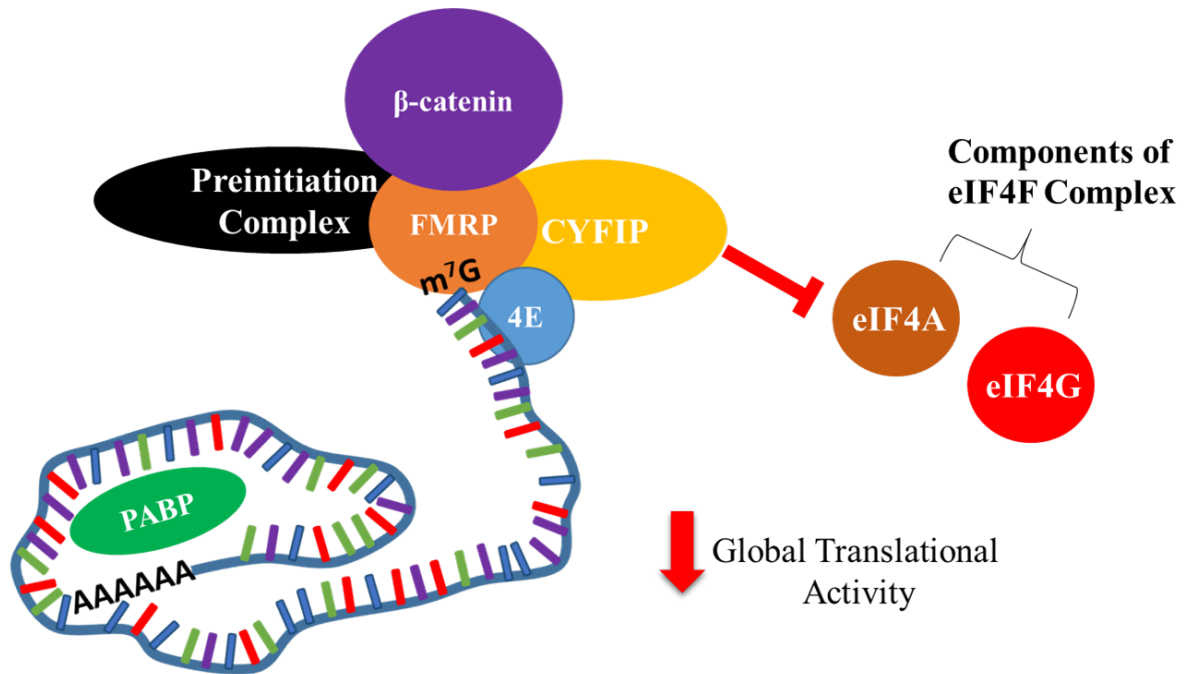 β-catenin
Preinitiation
Complex
FMRP
CYFIP
Components of
eIF4F Complex
m⁷G
4E
eIF4A
eIF4G
PABP
AAAAAA
Global Translational
Activity